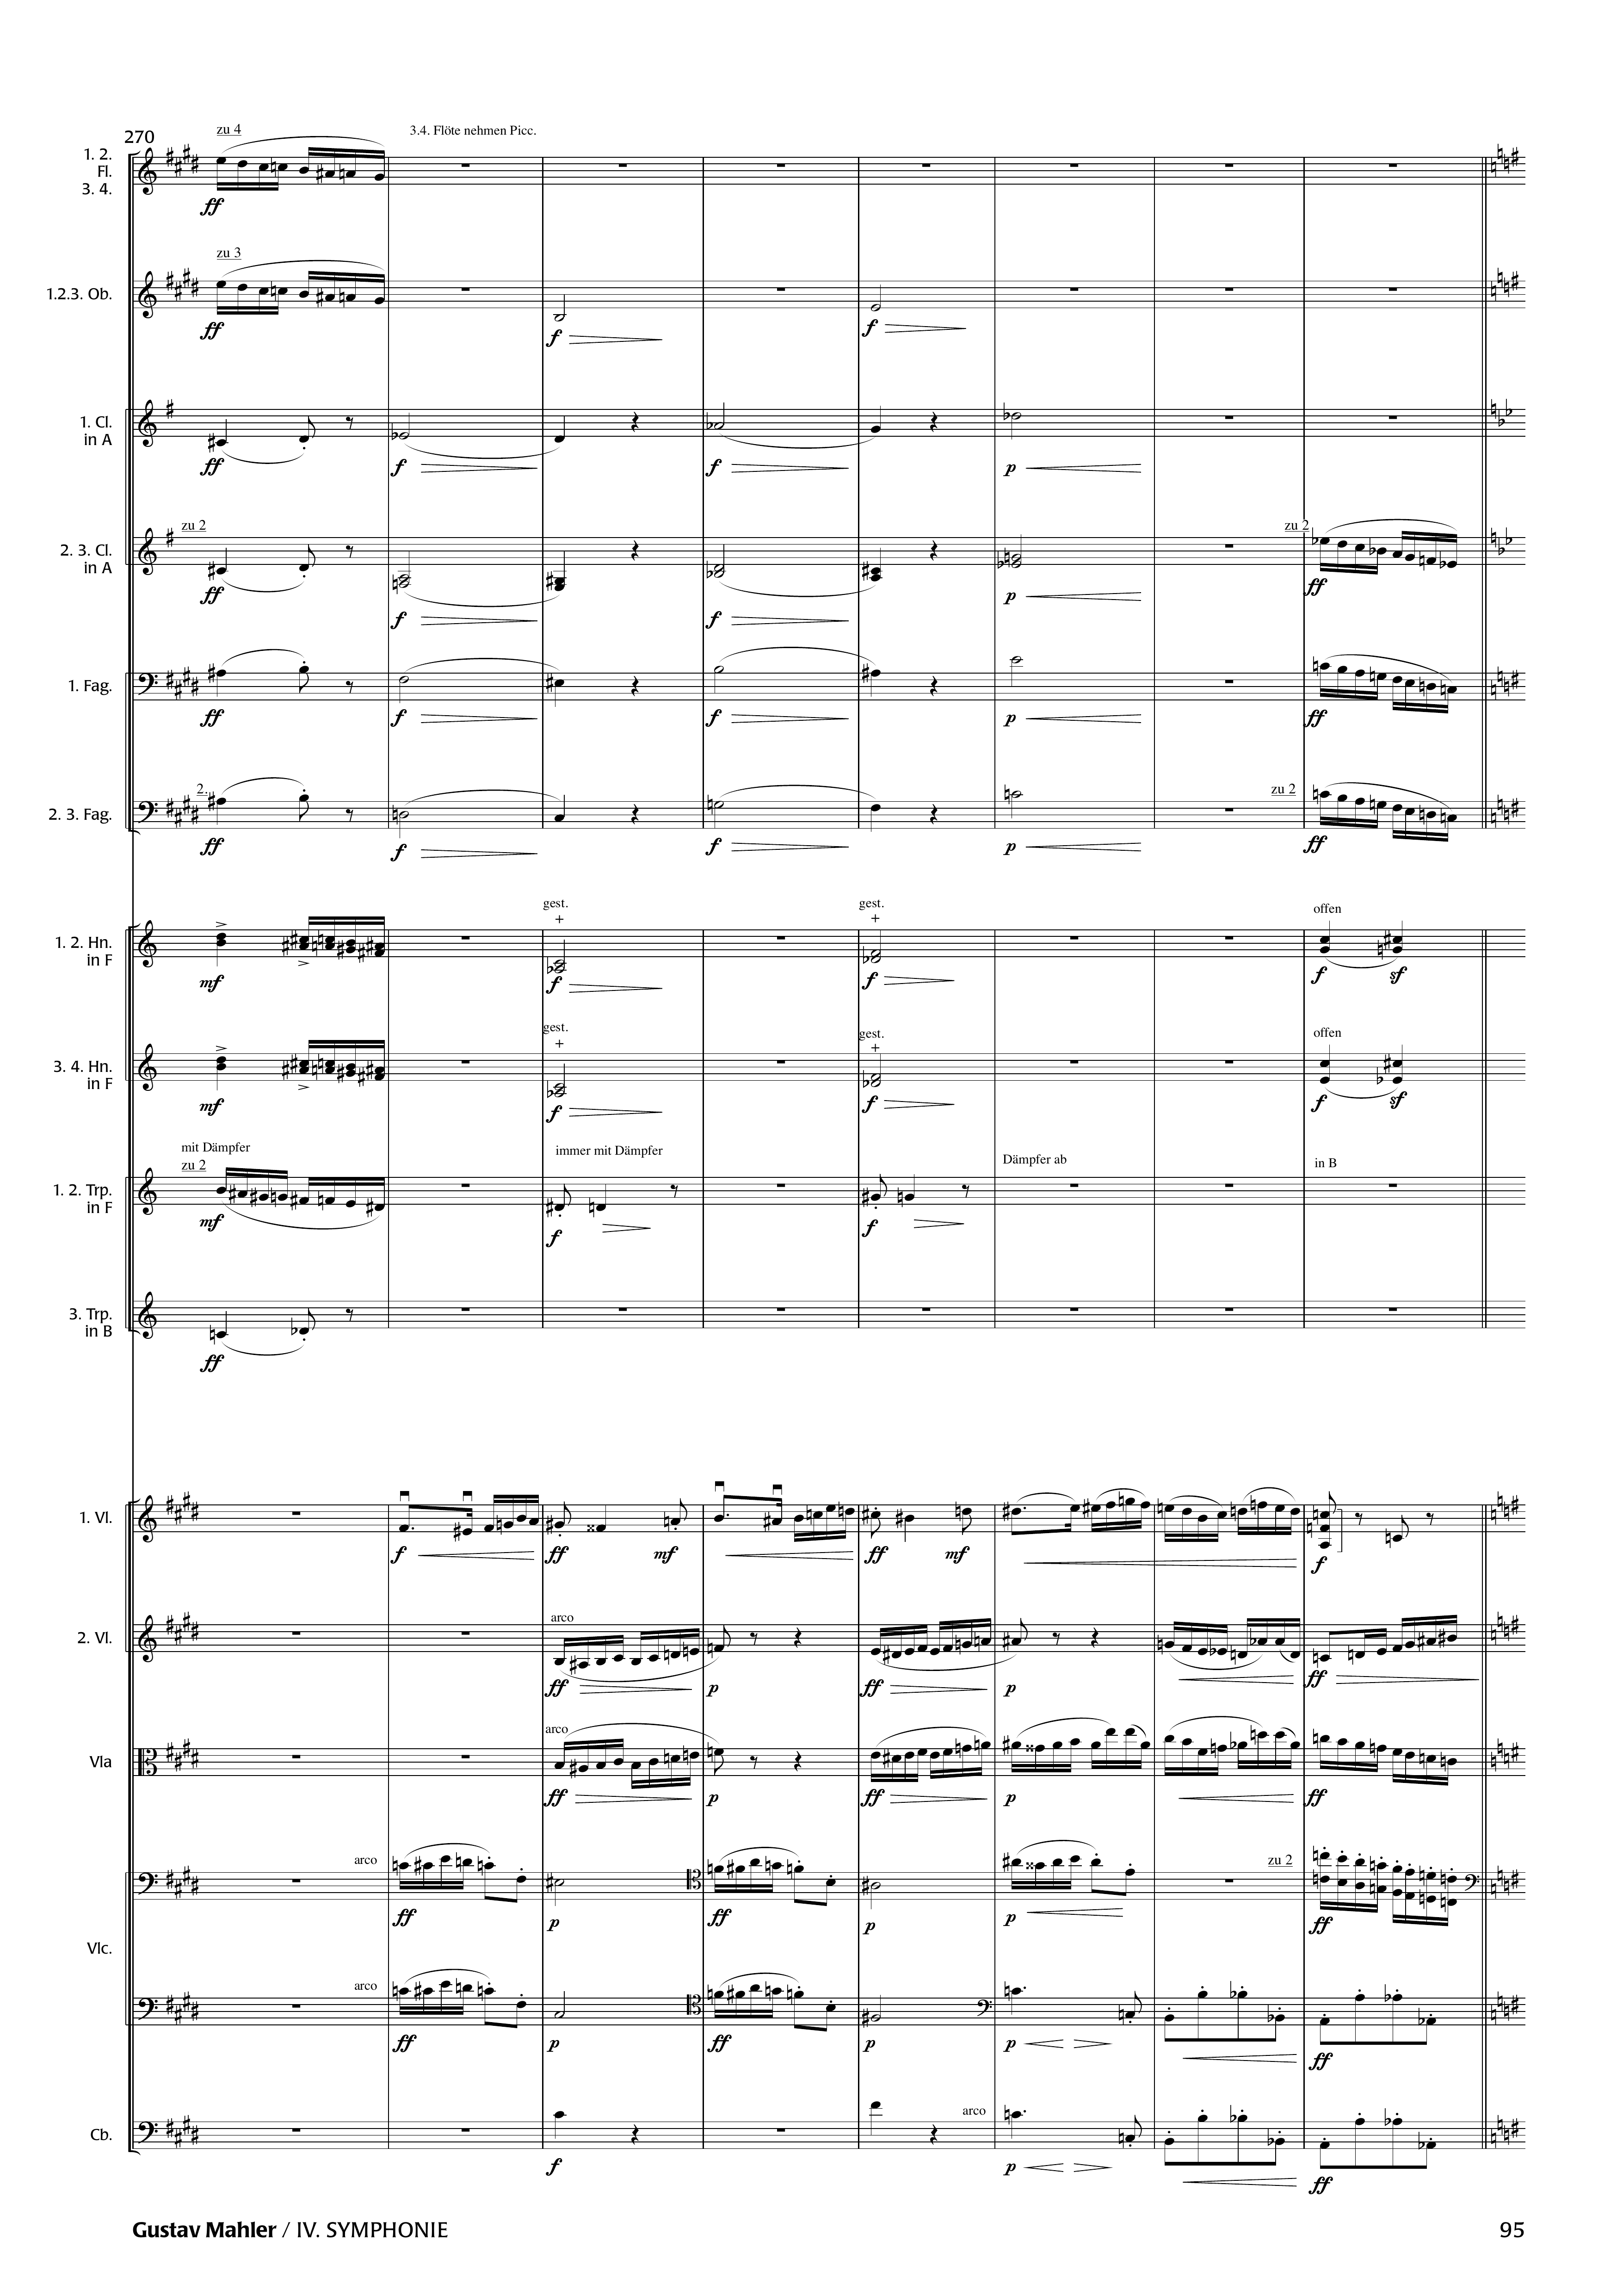 270
zu 4
3.4. Flöte nehmen Picc.
1. 2.
Fl.
3. 4.
ff
zu 3
1.2.3. Ob.
ff
f
f
1. Cl.
in A
ff
f
f
p
zu 2
zu 2
2. 3. Cl.
in A
ff
f
f
p
ff
1. Fag.
ff
f
f
p
ff
2.
zu 2
2. 3. Fag.
ff
f
f
p
ff
gest.
gest.
offen
1. 2. Hn.
in F
mf
f
f
f
sf
gest.
gest.
offen
3. 4. Hn.
in F
mf
f
f
f
sf
mit Dämpfer
immer mit Dämpfer
Dämpfer ab
in B
zu 2
1. 2. Trp.
in F
mf
f
f
3. Trp.
in B
ff
1. Vl.
f
ff
mf
ff
mf
f
arco
2. Vl.
ff
p
ff
p
ff
arco
Vla
ff
p
ff
p
ff
arco
zu 2
ff
p
ff
p
p
ff
Vlc.
arco
ff
p
ff
p
p
ff
arco
Cb.
f
p
ff
Gustav Mahler / IV. SYMPHONIE
95